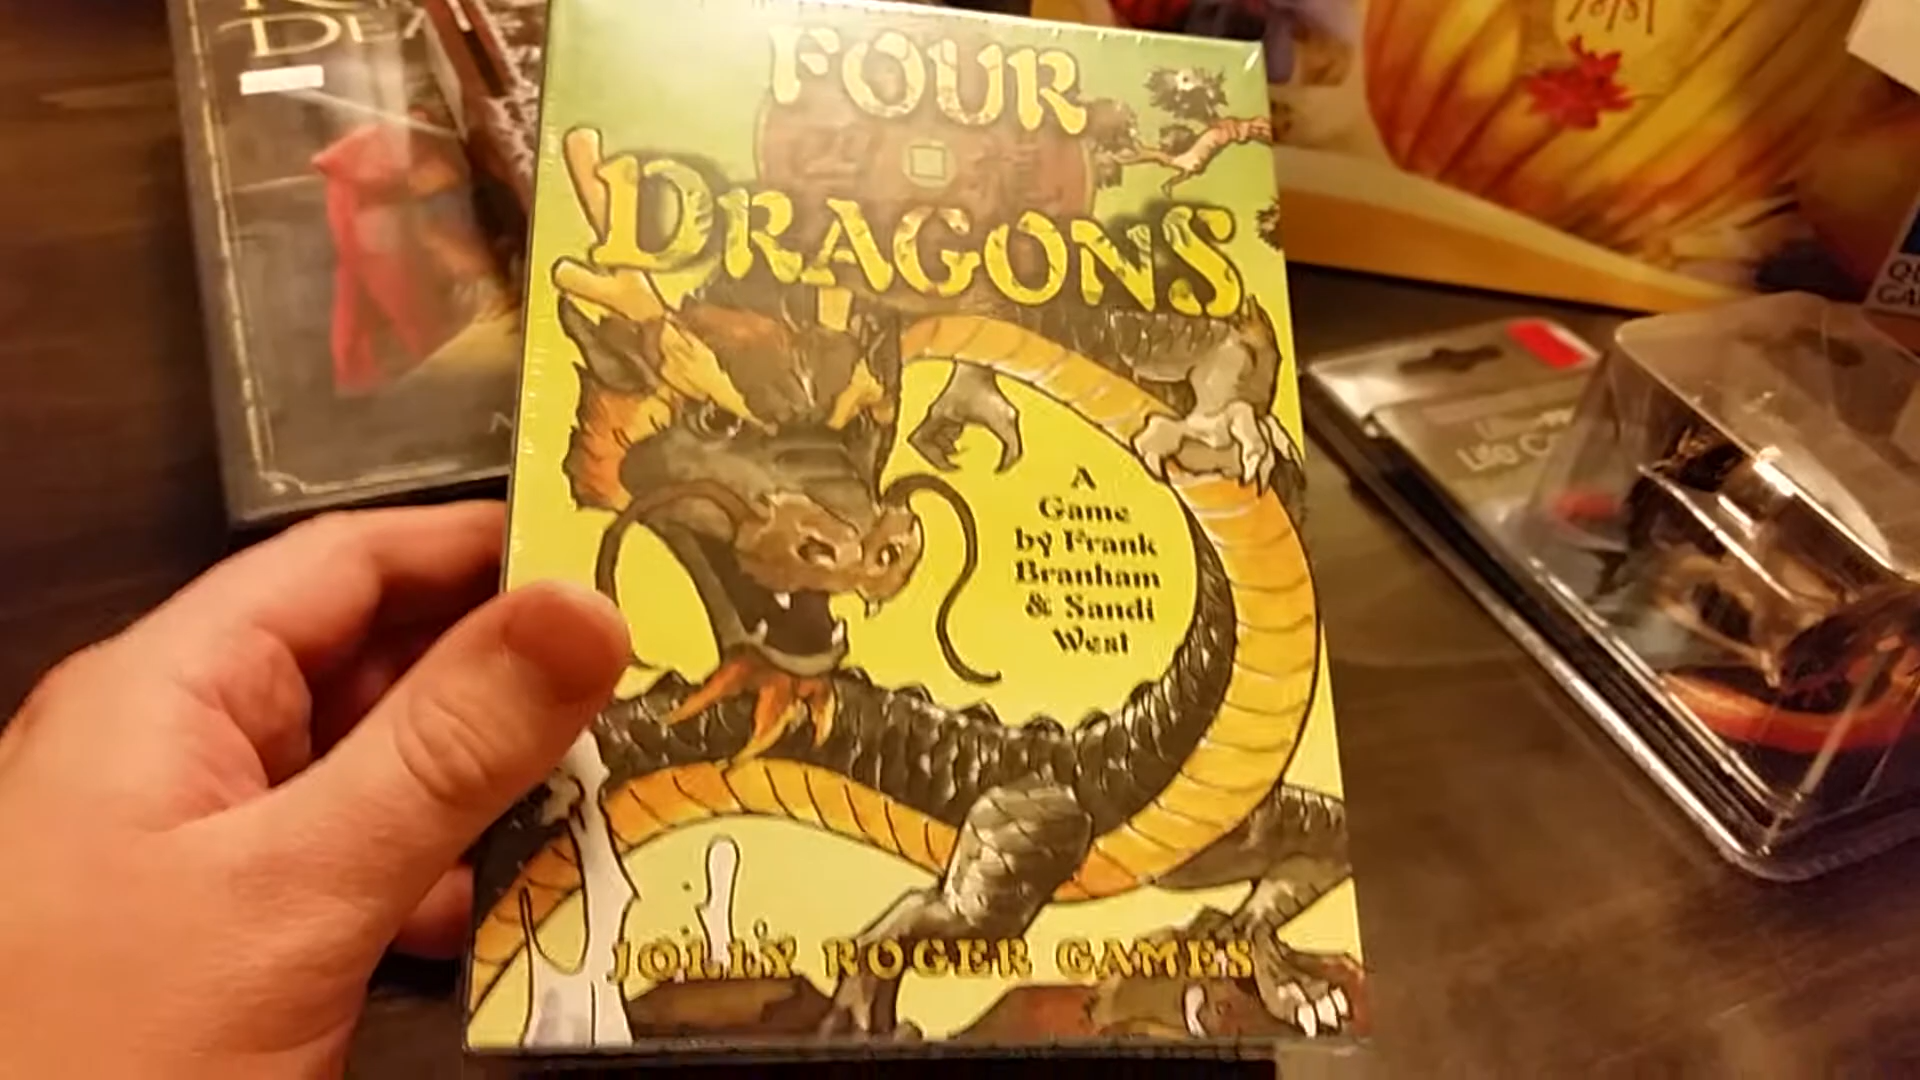 FOUR
DRAGONS
A
Game
by Frank
Branham
& Sandi
West
JOLLY ROGER GAMES